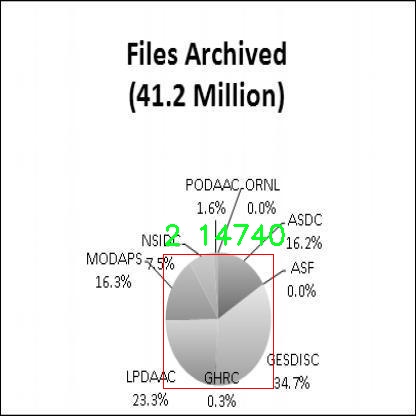 Files Archived
(41.2 Million)
PODAAC ORNL
1.6% 0.0%
ASDC
16.2%
2 14740
NSIDC
7.5%
MODAPS
16.3%
ASF
0.0%
GESDISC
34.7%
LPDAAC
23.3%
GHRC
0.3%